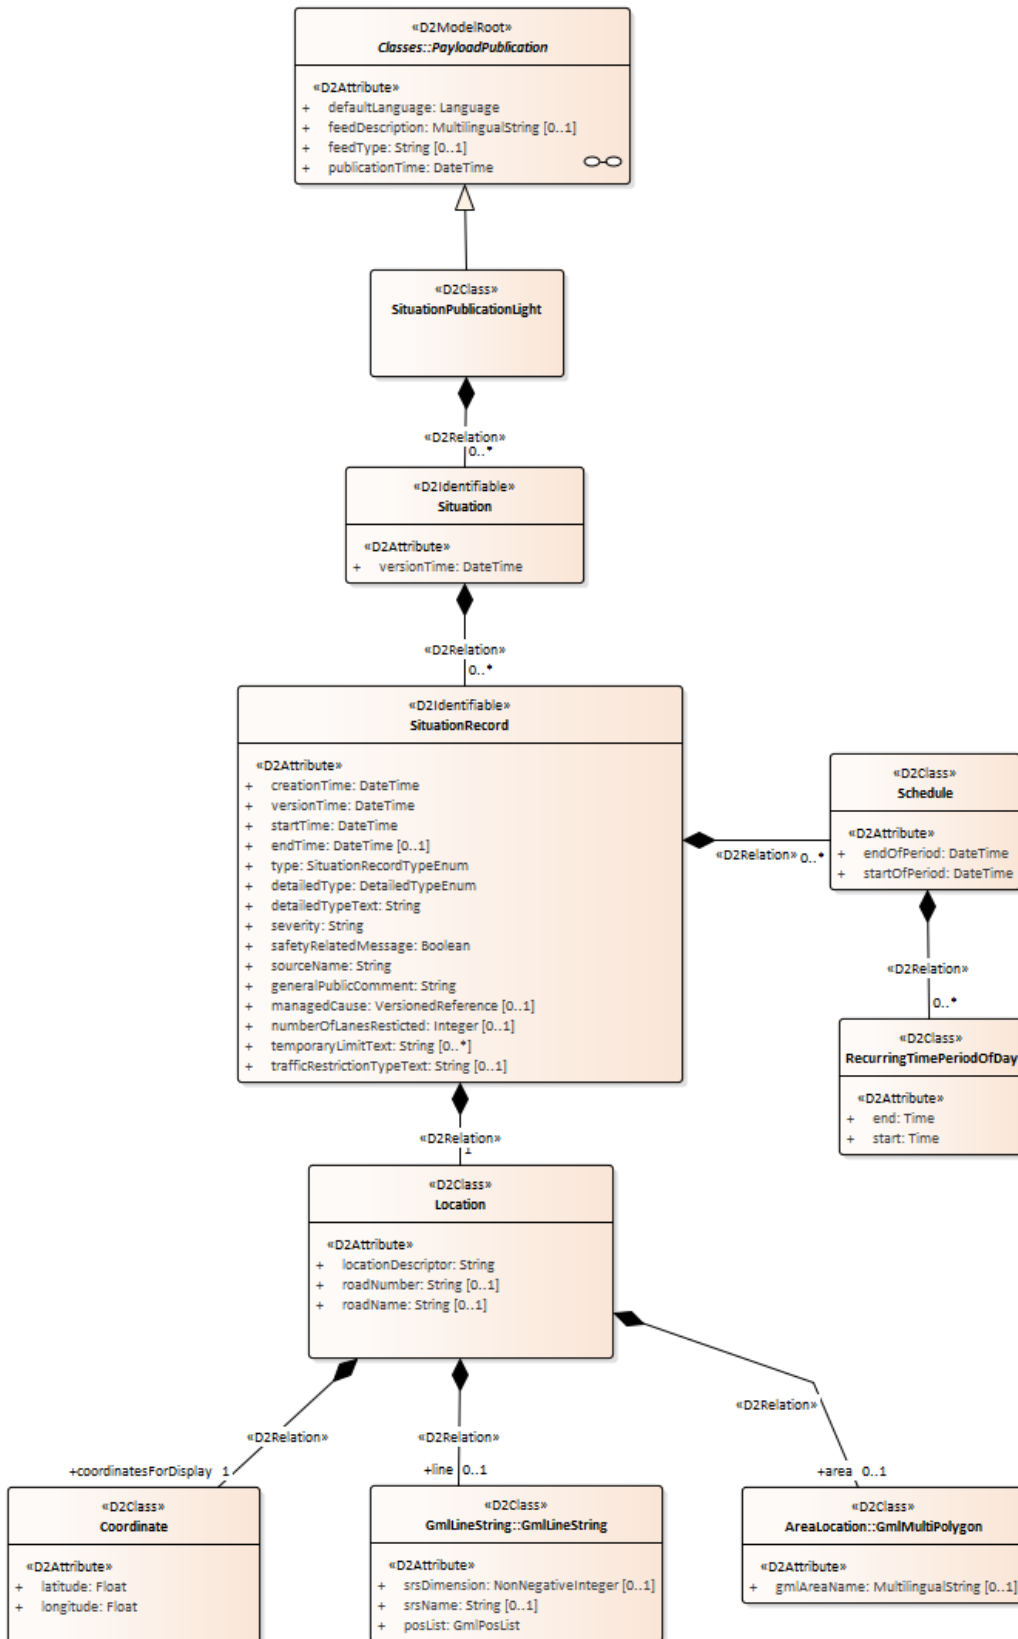 «D2ModelRoot»
Classes::PayloadPublication
«D2Attribute»
+ defaultLanguage: Language
+ feedDescription: MultilingualString [0..1]
+ feedType: String [0..1]
+ publicationTime: DateTime
«D2Class»
SituationPublicationLight
«D2Relation»
0..*
«D2Identifiable»
Situation
«D2Attribute»
+ versionTime: DateTime
«D2Relation»
0..*
«D2Identifiable»
SituationRecord
«D2Attribute»
+ creationTime: DateTime
+ versionTime: DateTime
+ startTime: DateTime
+ endTime: DateTime [0..1]
+ type: SituationRecordTypeEnum
+ detailedType: DetailedTypeEnum
+ detailedTypeText: String
+ severity: String
+ safetyRelatedMessage: Boolean
+ sourceName: String
+ generalPublicComment: String
+ managedCause: VersionedReference [0..1]
+ numberOfLanesResticted: Integer [0..1]
+ temporaryLimitText: String [0..*]
+ trafficRestrictionTypeText: String [0..1]
«D2Relation» 0..*
«D2Class»
Schedule
«D2Attribute»
+ endOfPeriod: DateTime
+ startOfPeriod: DateTime
«D2Relation»
0..*
«D2Class»
RecurringTimePeriodOfDay
«D2Attribute»
+ end: Time
+ start: Time
«D2Relation»
1
«D2Class»
Location
«D2Attribute»
+ locationDescriptor: String
+ roadNumber: String [0..1]
+ roadName: String [0..1]
«D2Relation»
+coordinatesForDisplay 1
«D2Class»
Coordinate
«D2Attribute»
+ latitude: Float
+ longitude: Float
«D2Relation»
+line 0..1
«D2Class»
GmlLineString::GmlLineString
«D2Attribute»
+ srsDimension: NonNegativeInteger [0..1]
+ srsName: String [0..1]
+ posList: GmlPosList
«D2Relation»
+area 0..1
«D2Class»
AreaLocation::GmlMultiPolygon
«D2Attribute»
+ gmlAreaName: MultilingualString [0..1]